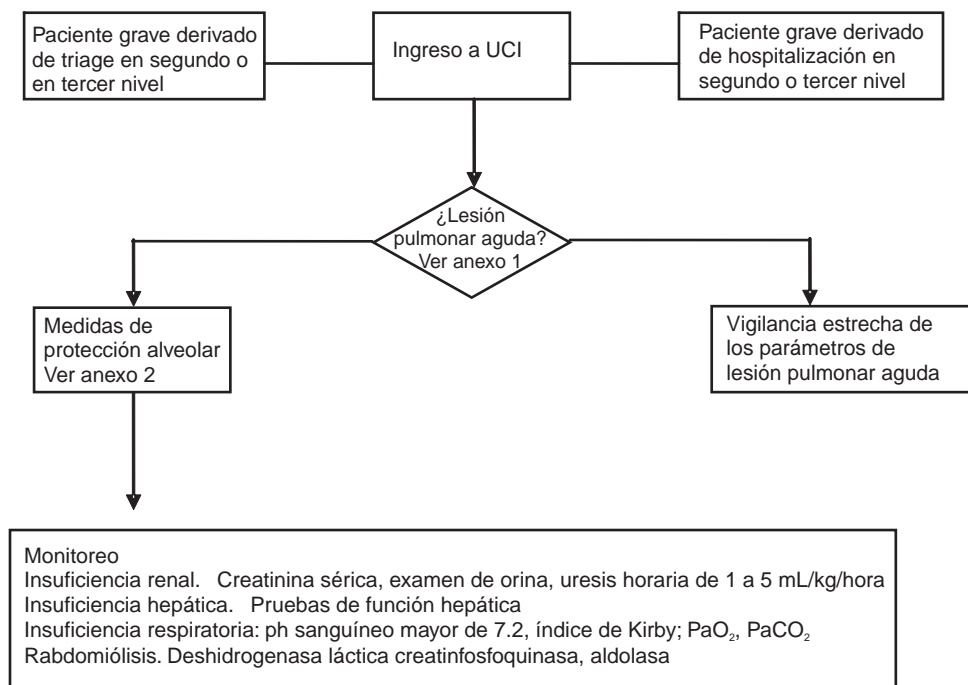 Paciente grave derivado
de triage en segundo o
en tercer nivel
Ingreso a UCI
Paciente grave derivado
de hospitalización en
segundo o tercer nivel
¿Lesión
pulmonar aguda?
Ver anexo 1
Medidas de
protección alveolar
Ver anexo 2
Vigilancia estrecha de
los parámetros de
lesión pulmonar aguda
Monitoreo
Insuficiencia renal. Creatinina sérica, examen de orina, uresis horaria de 1 a 5 mL/kg/hora
Insuficiencia hepática. Pruebas de función hepática
Insuficiencia respiratoria: ph sanguíneo mayor de 7.2, índice de Kirby; PaO₂, PaCO₂
Rabdomiólisis. Deshidrogenasa láctica creatinfosfoquinasa, aldolasa